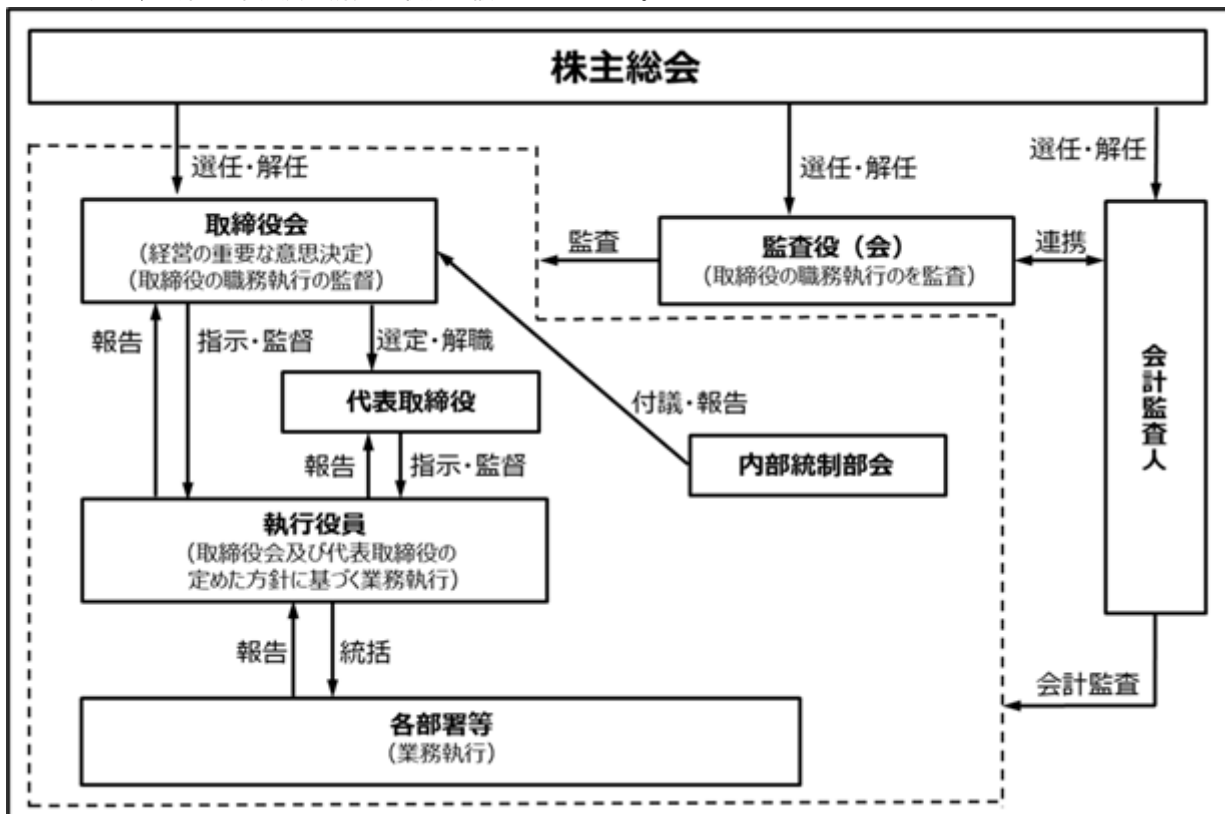 株主総会
選任・解任
選任・解任
選任・解任
取締役会
（経営の重要な意思決定）
（取締役の職務執行の監督）
監査
監査役（会）
（取締役の職務執行のを監査）
連携
会計監査人
報告
指示・監督
選定・解職
代表取締役
付議・報告
報告
指示・監督
内部統制部会
執行役員
（取締役会及び代表取締役の
定めた方針に基づく業務執行）
報告
統括
会計監査
各部署等
（業務執行）